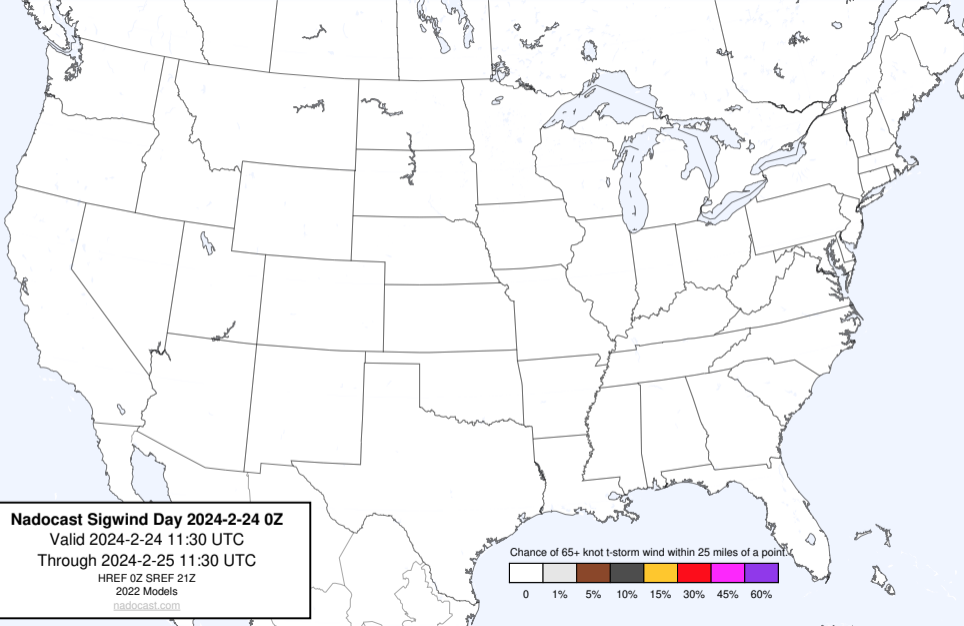 Nadocast Sigwind Day 2024-2-24 0Z
Valid 2024-2-24 11:30 UTC
Through 2024-2-25 11:30 UTC
HREF 0Z SREF 21Z
2022 Models
nadocast.com
Chance of 65+ knot t-storm wind within 25 miles of a point.
0 1% 5% 10% 15% 30% 45% 60%